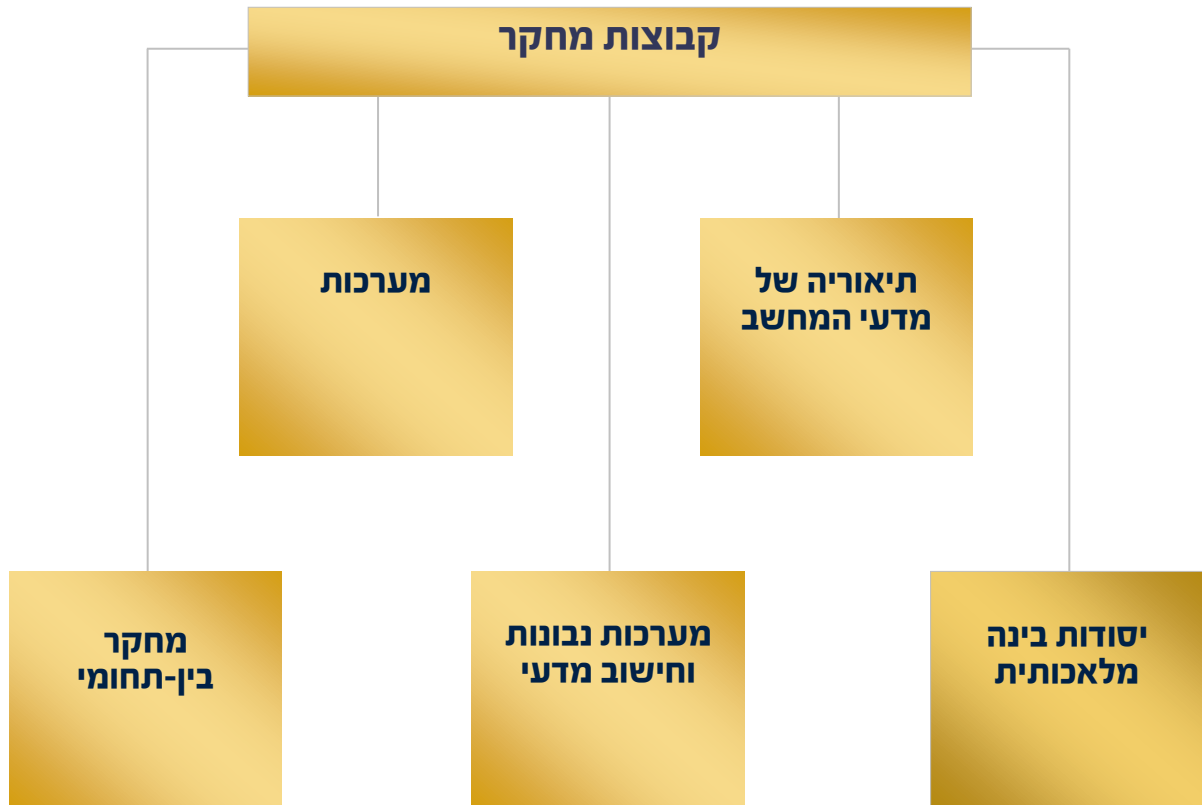 קבוצות מחקר
תיאוריה של
מדעי המחשב
מערכות
יסודות בינה
מלאכותית
מערכות נבונות
וחישוב מדעי
מחקר
בין-תחומי